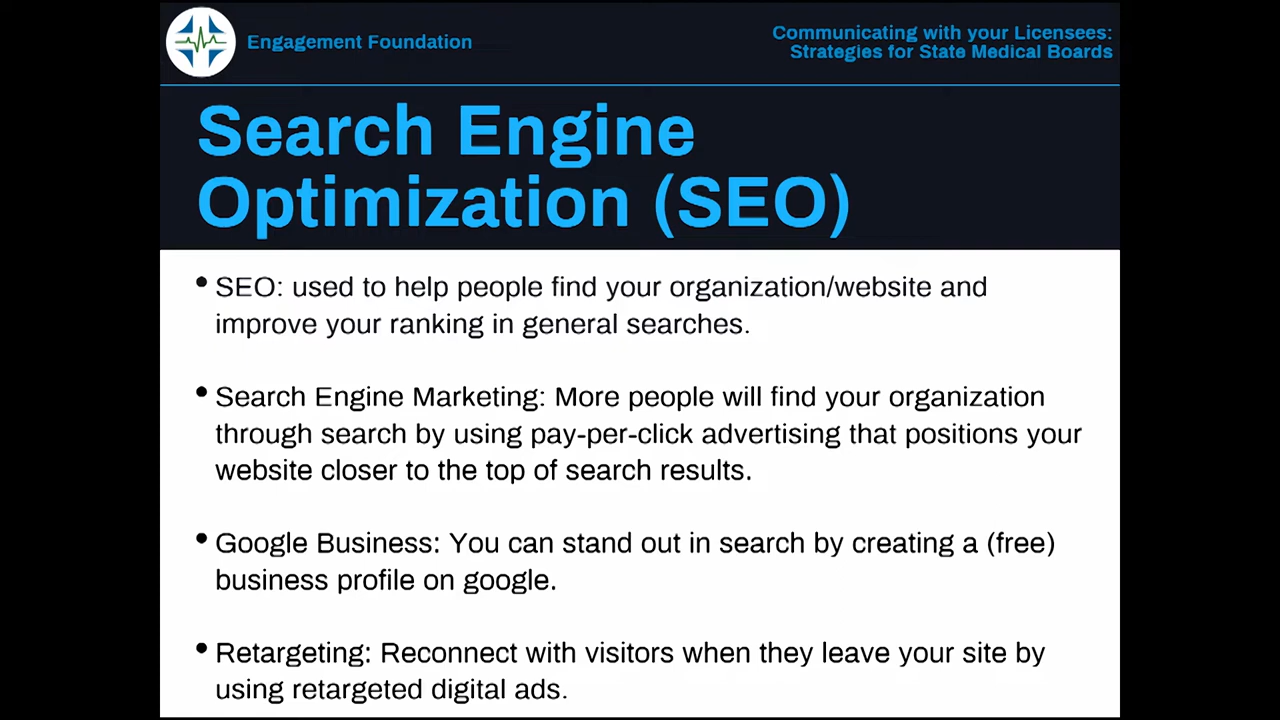 Engagement Foundation
Communicating with your Licensees:
Strategies for State Medical Boards
Search Engine
Optimization (SEO)
• SEO: used to help people find your organization/website and
improve your ranking in general searches.
• Search Engine Marketing: More people will find your organization
through search by using pay-per-click advertising that positions your
website closer to the top of search results.
• Google Business: You can stand out in search by creating a (free)
business profile on google.
• Retargeting: Reconnect with visitors when they leave your site by
using retargeted digital ads.